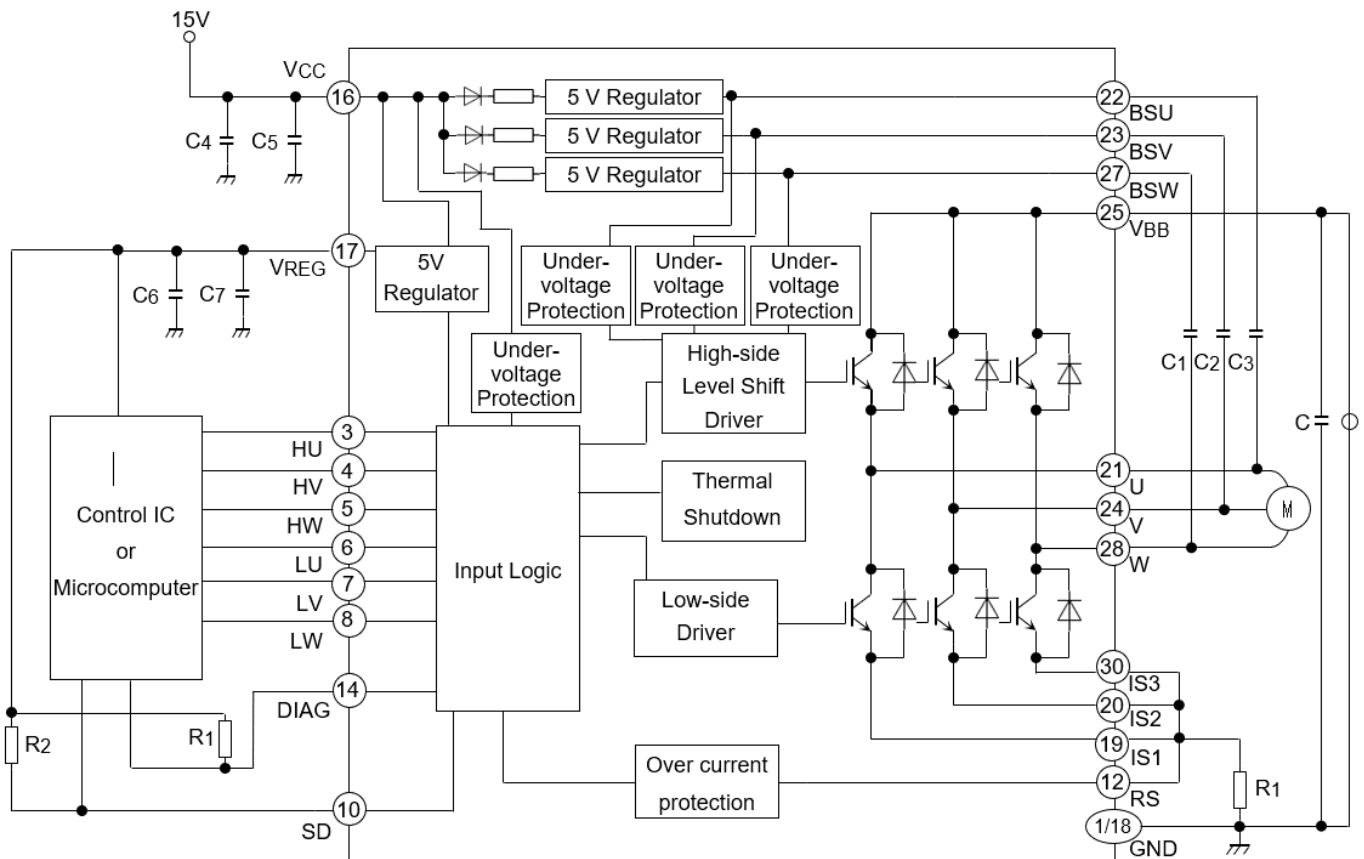 15V
VCC
16
C4
C5
5 V Regulator
5 V Regulator
5 V Regulator
22
BSU
23
BSV
27
BSW
25
VBB
17
VREG
C6
C7
5V
Regulator
Under-
voltage
Protection
Under-
voltage
Protection
Under-
voltage
Protection
Under-
voltage
Protection
High-side
Level Shift
Driver
C1
C2
C3
C
Control IC
or
Microcomputer
3
HU
4
HV
5
HW
6
LU
7
LV
8
LW
14
DIAG
10
SD
R2
R1
Input Logic
Thermal
Shutdown
Low-side
Driver
Over current
protection
21
U
24
V
28
W
M
30
IS3
20
IS2
19
IS1
12
RS
1/18
GND
R1